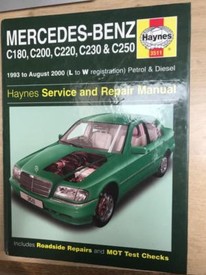 MERCEDES-BENZ
C180, C200, C220, C230 & C250
Haynes
3511
1993 to August 2000 (L to W registration) Petrol & Diesel
Haynes Service and Repair Manual
Includes Roadside Repairs and MOT Test Checks